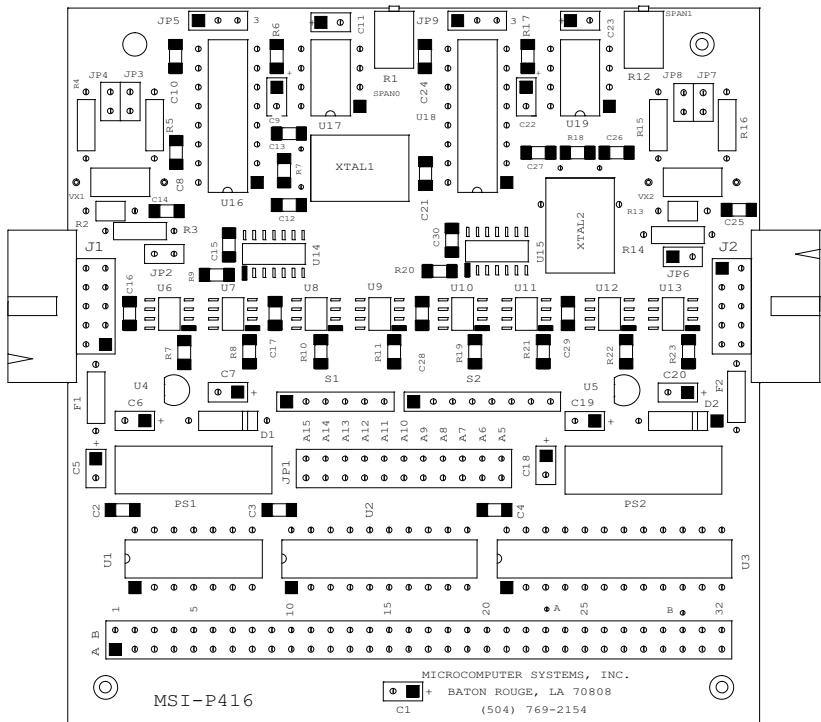 JP5 3
R6
C11
JP9 3
R17
C23
SPAN1
R1
SPAN0
R12
R4
JP4 JP3
C10
C9
U17
C24
U18
C22
U19
JP8 JP7
R5
R15
R16
C13
XTAL1
R18 C26
C27
C8
R7
VX1
U16
C21
VX2
C14
C12
XTAL2
R2
R3
R13
C25
R14
J1
C15
U14
C30
U15
J2
JP2
R9
R20
JP6
C16
U6 U7 U8 U9 U10 U11 U12 U13
C17
C28
C29
R7 R8 R10 R11 R19 R21 R22 R23
F1
U4
C7 +
S1 S2
U5
C20 +
F2
C6 +
D1
C19 +
D2
A15 A14 A13 A12 A11 A10 A9 A8 A7 A6 A5
+
C5
JP1
+
C18
PS1
PS2
C2
C3
U2
C4
U1
U3
1 5 10 15 20 A 25 B 32
B
A
MICROCOMPUTER SYSTEMS, INC.
MSI-P416
+
BATON ROUGE, LA 70808
C1
(504) 769-2154